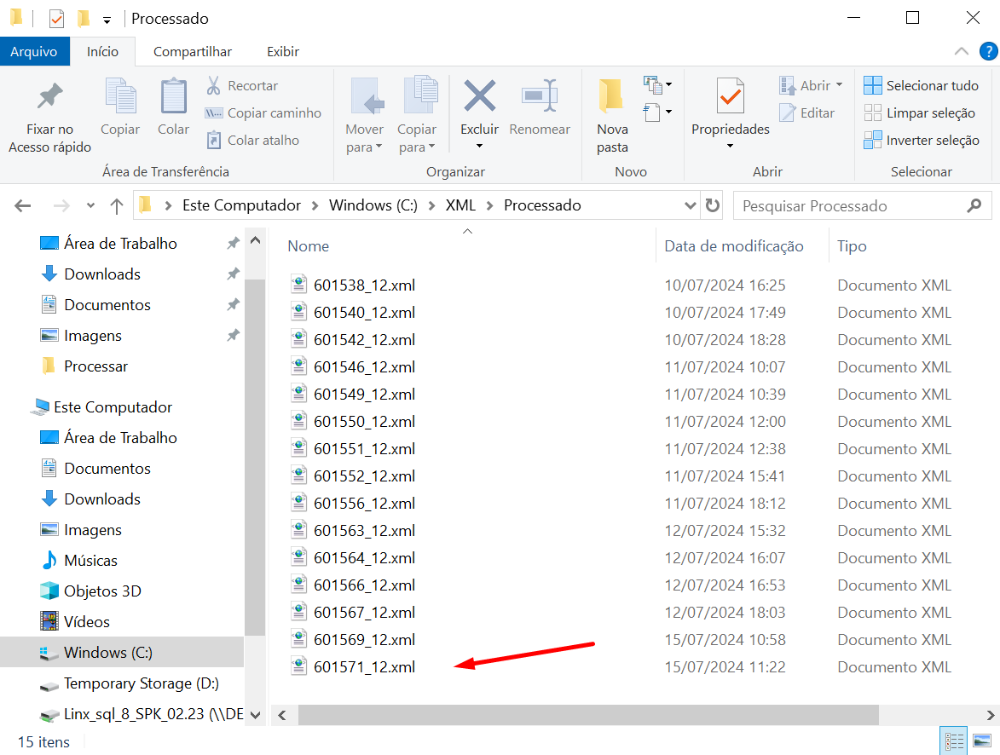 Processado
Arquivo Início Compartilhar Exibir
?
Fixar no
Acesso rápido
Copiar
Colar
Recortar
Copiar caminho
Colar atalho
Área de Transferência
Mover
para
Copiar
para
Excluir
Renomear
Organizar
Nova
pasta
Novo
Propriedades
Abrir
Editar
Abrir
Selecionar tudo
Limpar seleção
Inverter seleção
Selecionar
Este Computador Windows (C:) XML Processado
Pesquisar Processado
Área de Trabalho
Downloads
Documentos
Imagens
Processar
Este Computador
Área de Trabalho
Documentos
Downloads
Imagens
Músicas
Objetos 3D
Vídeos
Windows (C:)
Temporary Storage (D:)
Linx_sql_8_SPK_02.23 (\\DE
Nome Data de modificação Tipo
601538_12.xml 10/07/2024 16:25 Documento XML
601540_12.xml 10/07/2024 17:49 Documento XML
601542_12.xml 10/07/2024 18:28 Documento XML
601546_12.xml 11/07/2024 10:07 Documento XML
601549_12.xml 11/07/2024 10:39 Documento XML
601550_12.xml 11/07/2024 12:00 Documento XML
601551_12.xml 11/07/2024 12:38 Documento XML
601552_12.xml 11/07/2024 15:41 Documento XML
601556_12.xml 11/07/2024 18:12 Documento XML
601563_12.xml 12/07/2024 15:32 Documento XML
601564_12.xml 12/07/2024 16:07 Documento XML
601566_12.xml 12/07/2024 16:53 Documento XML
601567_12.xml 12/07/2024 18:03 Documento XML
601569_12.xml 15/07/2024 10:58 Documento XML
601571_12.xml 15/07/2024 11:22 Documento XML
15 itens